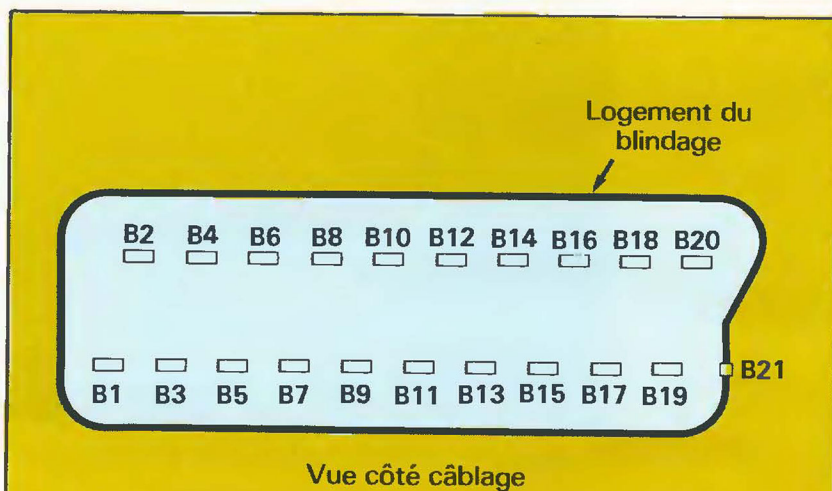 Logement du
blindage
B2 B4 B6 B8 B10 B12 B14 B16 B18 B20
B21
B1 B3 B5 B7 B9 B11 B13 B15 B17 B19
Vue côté câblage